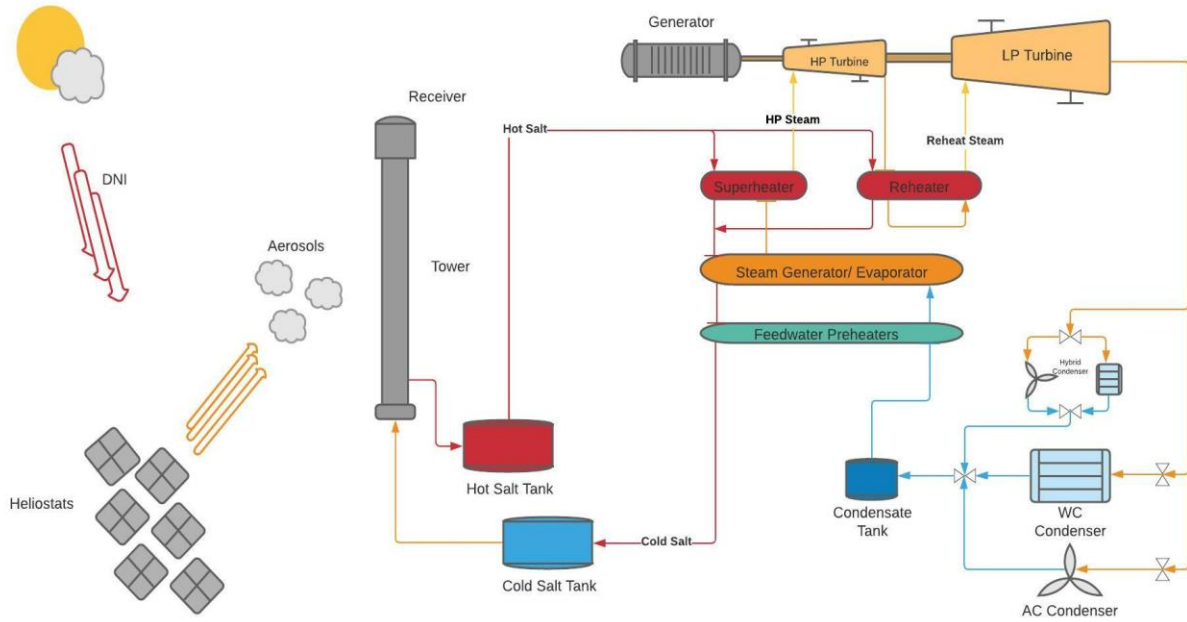 Generator
HP Turbine
LP Turbine
Receiver
Hot Salt
HP Steam
Reheat Steam
DNI
Superheater
Reheater
Aerosols
Tower
Steam Generator/ Evaporator
Feedwater Preheaters
Hybrid
Condenser
Heliostats
Hot Salt Tank
Condensate
Tank
WC
Condenser
Cold Salt
Cold Salt Tank
AC Condenser